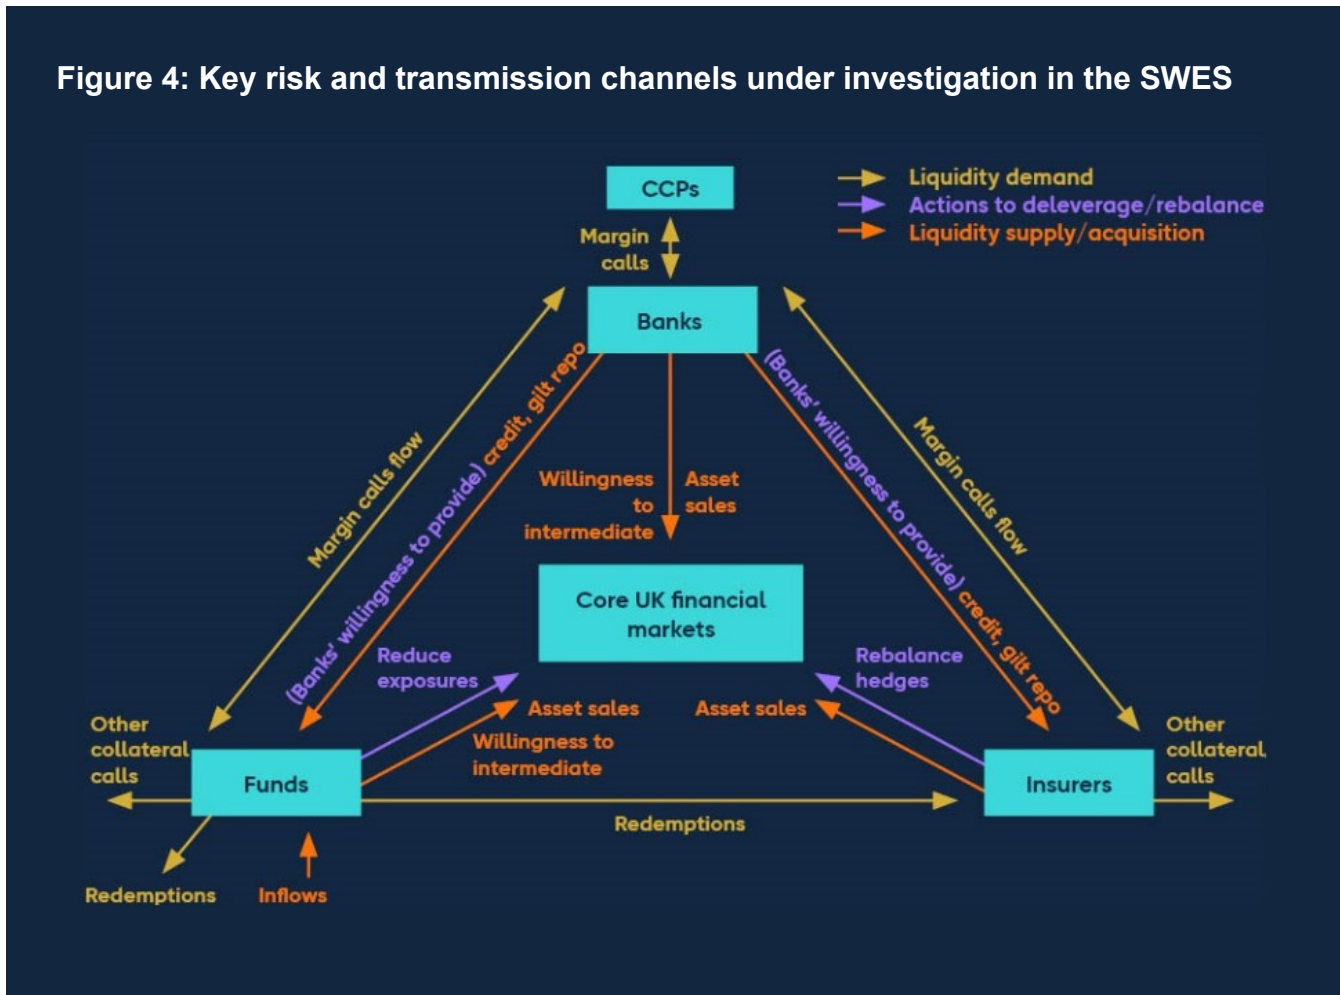 Figure 4: Key risk and transmission channels under investigation in the SWES
CCPs
Liquidity demand
Actions to deleverage/rebalance
Liquidity supply/acquisition
Margin
calls
Banks
Margin calls flow
(Banks' willingness to provide) credit, gilt repo
Willingness
to
intermediate
Asset
sales
(Banks' willingness to provide) credit, gilt repo
Margin calls flow
Core UK financial
markets
Reduce
exposures
Rebalance
hedges
Asset sales
Willingness to
intermediate
Asset sales
Other
collateral
calls
Funds
Insurers
Other
collateral
calls
Redemptions
Redemptions
Inflows